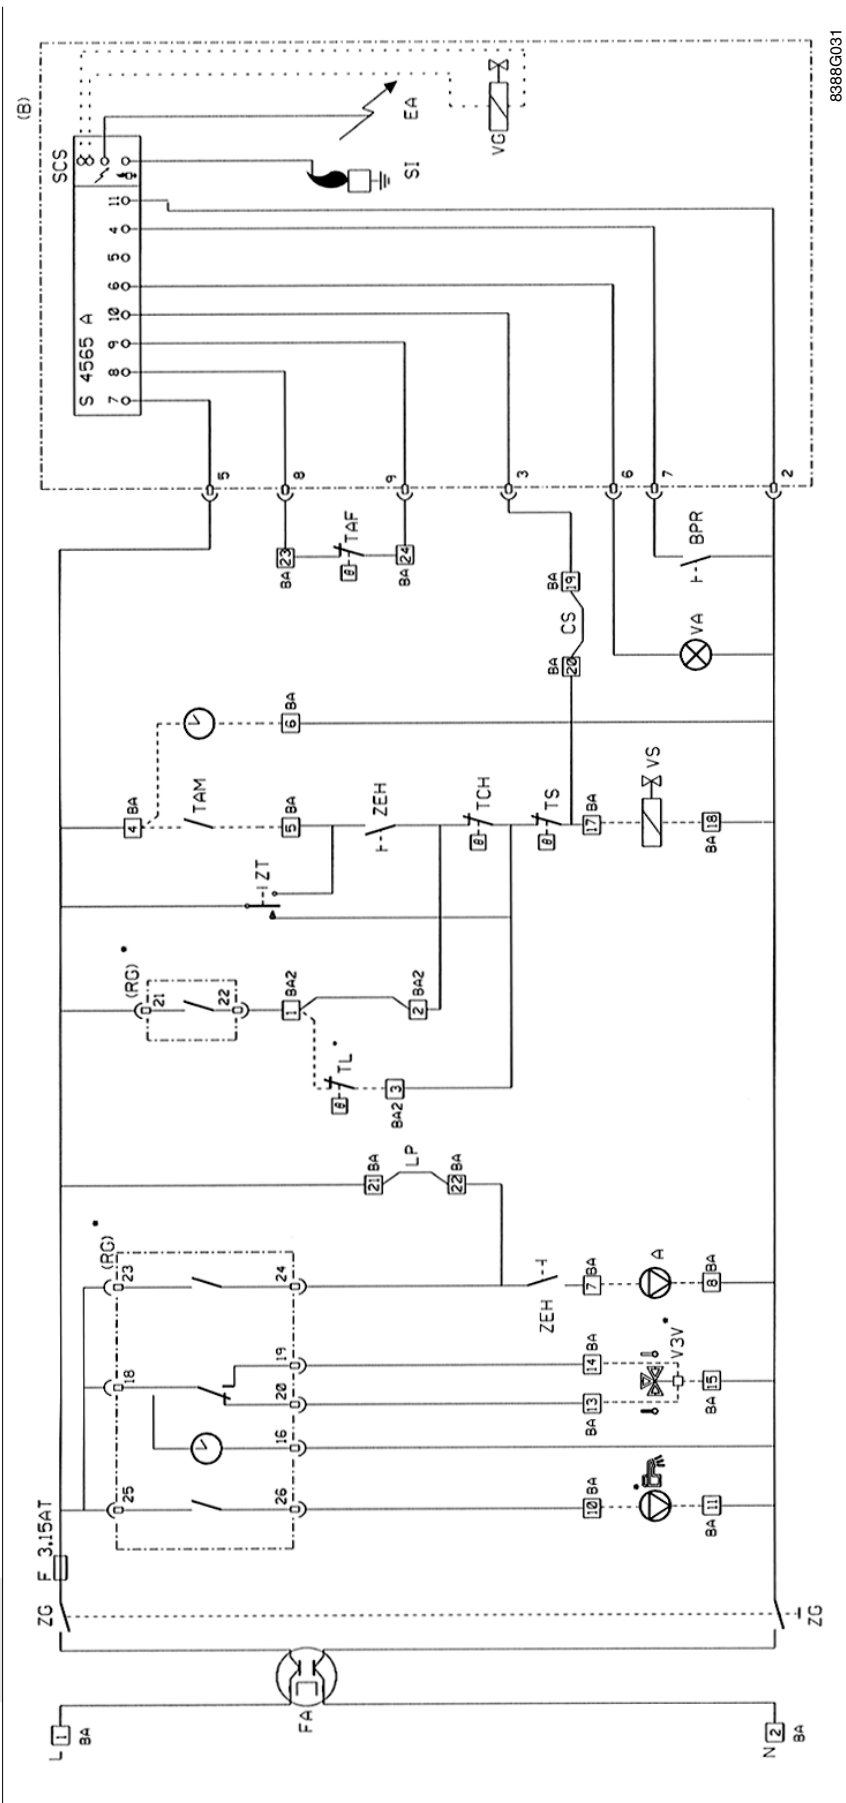 8388G031
(B)
SCS
S 4565 A
7 8 9 10 6 5 4 11
EA
SI
VG
5
8
9
3
6
7
2
BA 23
TAF
BA 24
BA 19
CS
BA 20
BPR
VA
6 BA
4 BA
TAM
5 BA
ZEH
TCH
TS
17 BA
VS
BA 18
ZT
(RG) *
21
22
1 BA2
2 BA2
TL *
BA2 3
21 BA
LP
22 BA
(RG) *
23
24
ZEH
7 BA
A
8 BA
18
19
20
16
14 BA
BA 13
V3V *
BA 15
25
26
10 BA
*
BA 11
F 3.15AT
ZG
ZG
FA
L 1 BA
N 2 BA